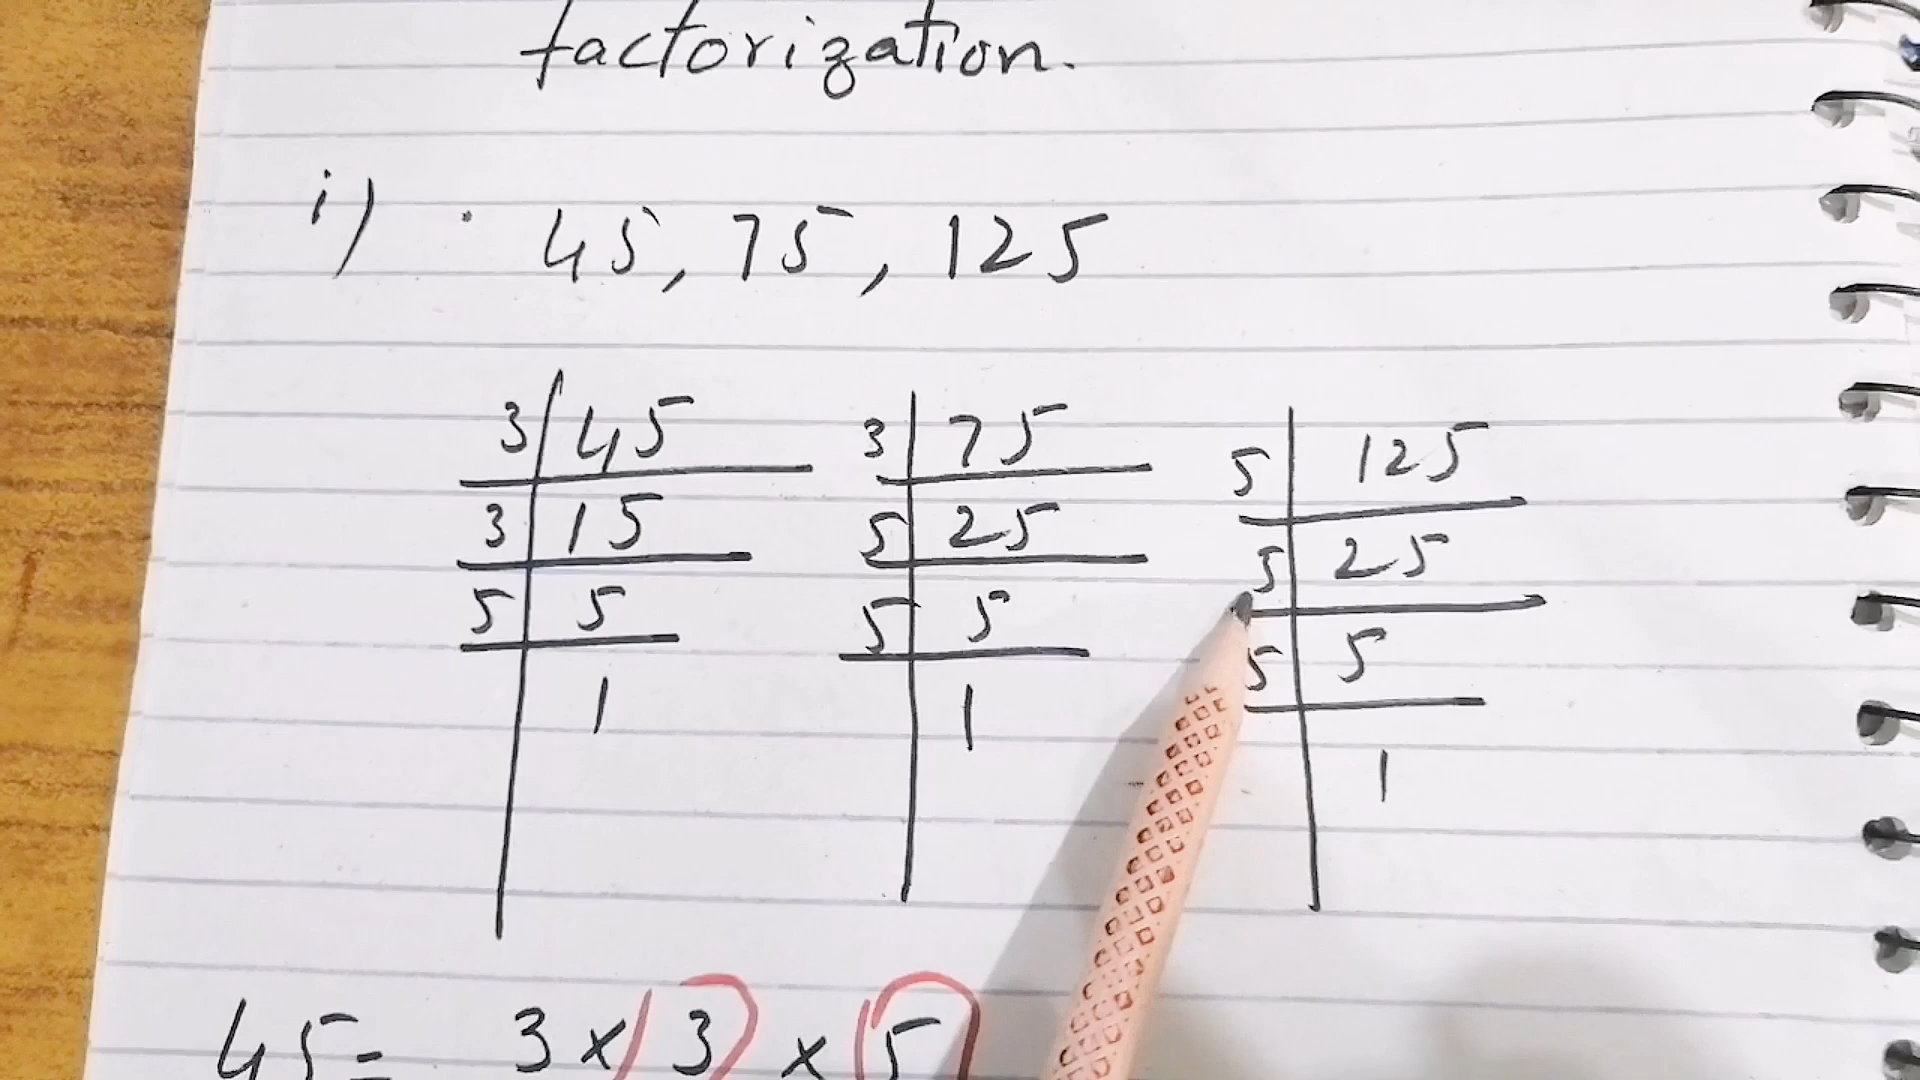 factorization.
i) 45, 75, 125
3 45 3 75 5 125
3 15 5 25 5 25
5 5 5 5 5 5
1 1 1
45= 3 x 3 x 5